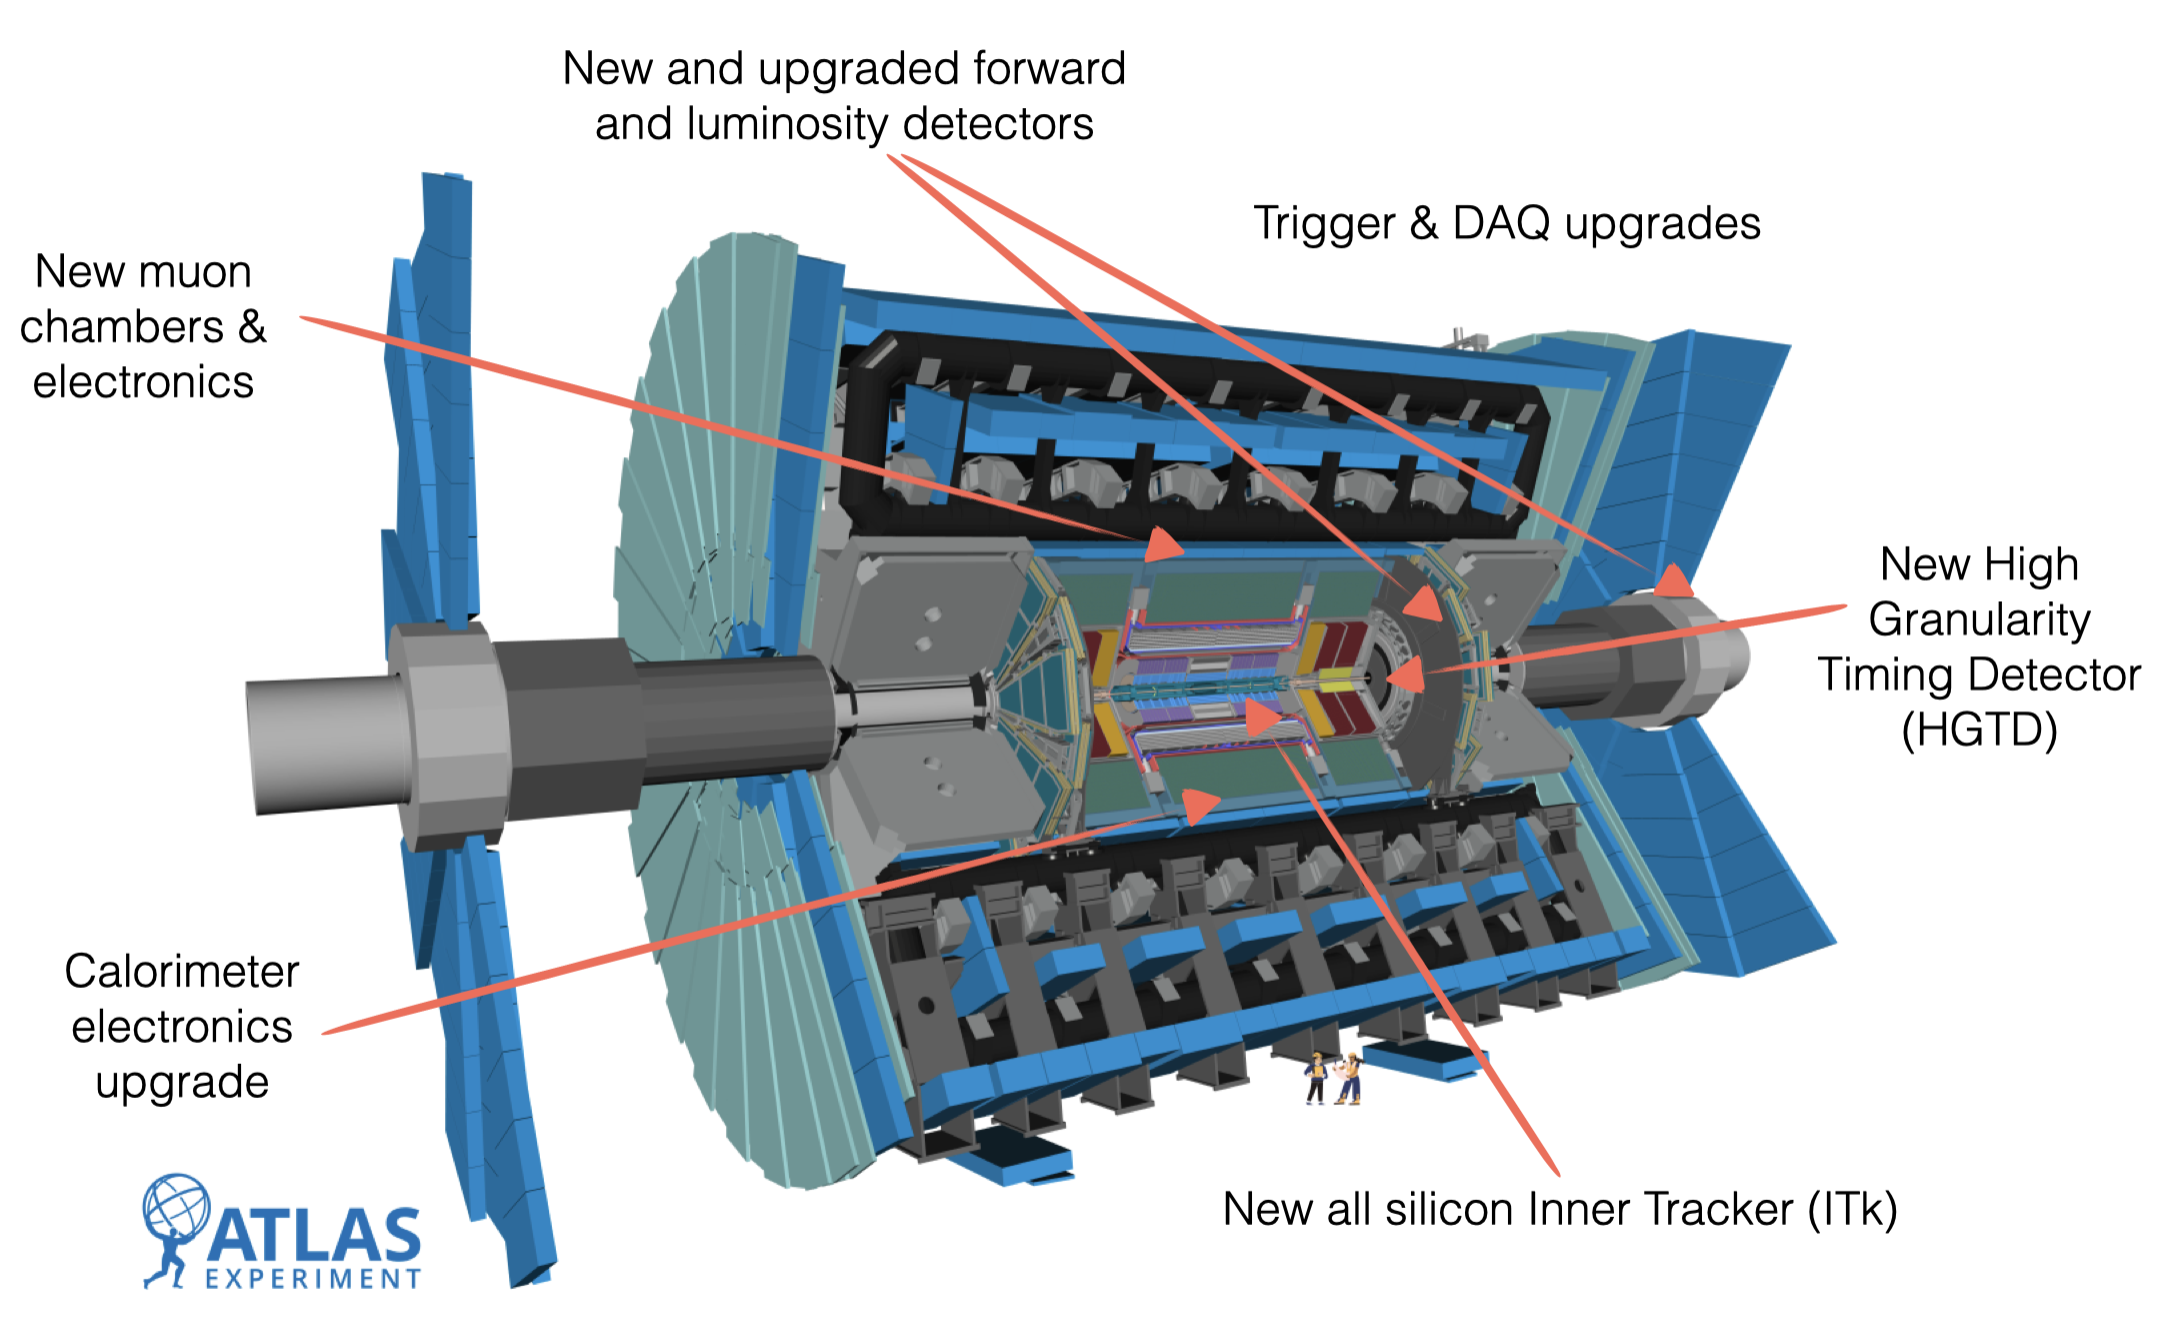 New and upgraded forward
and luminosity detectors
Trigger & DAQ upgrades
New muon
chambers &
electronics
New High
Granularity
Timing Detector
(HGTD)
Calorimeter
electronics
upgrade
New all silicon Inner Tracker (ITk)
ATLAS
EXPERIMENT